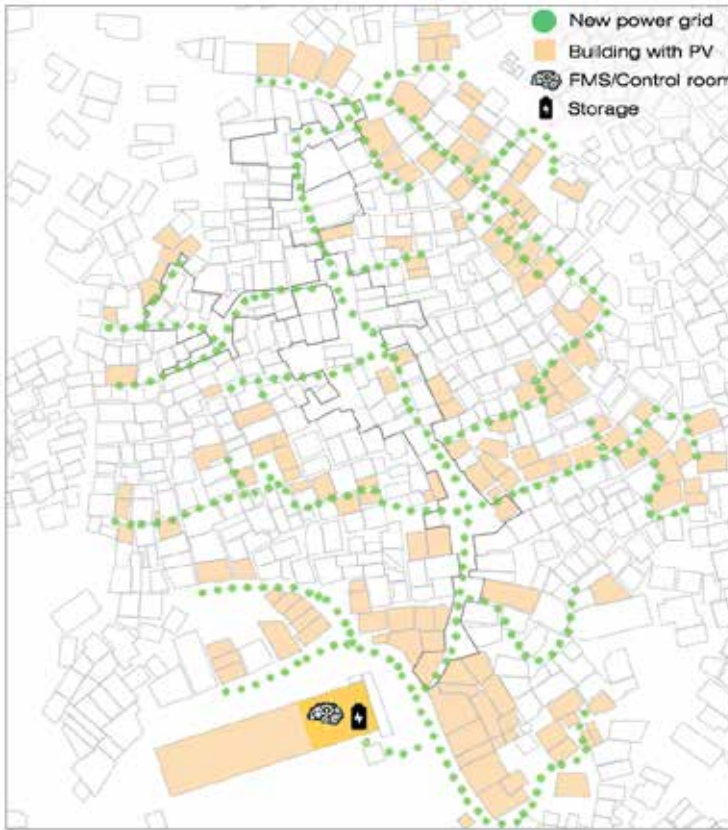 New power grid
Building with PV
FMS/Control room
Storage